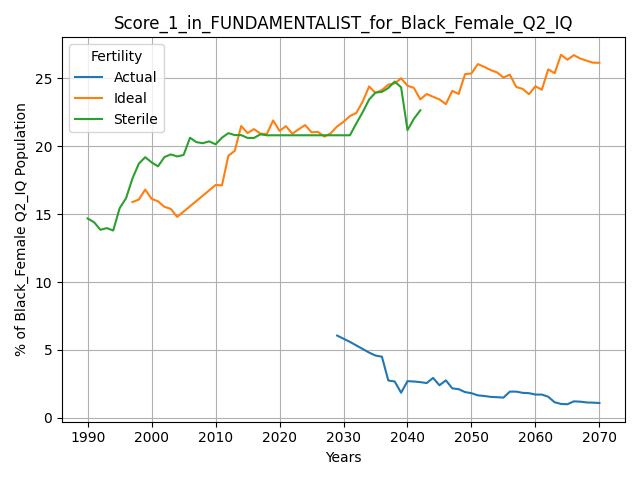 Score_1_in_FUNDAMENTALIST_for_Black_Female_Q2_IQ
Fertility
Actual
Ideal
Sterile
% of Black_Female Q2_IQ Population
25
20
15
10
5
0
1990 2000 2010 2020 2030 2040 2050 2060 2070
Years